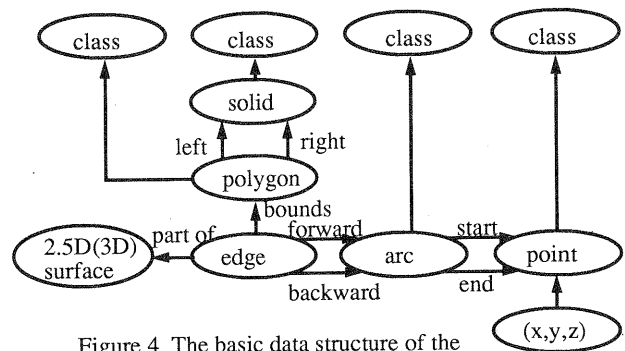 class
class
class
class
solid
left
right
polygon
bounds
2.5D(3D)
surface
part of
edge
forward
backward
arc
start
end
point
(x,y,z)
Figure 4 The basic data structure of the